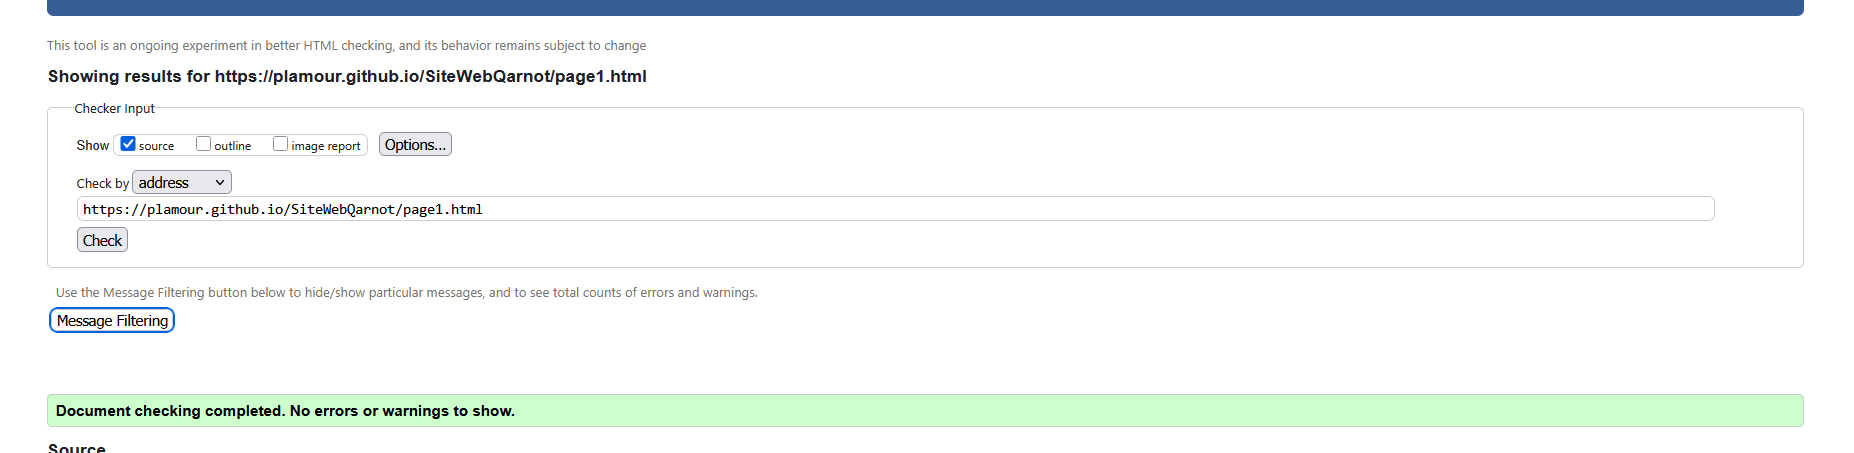 This tool is an ongoing experiment in better HTML checking, and its behavior remains subject to change
Showing results for https://plamour.github.io/SiteWebQarnot/page1.html
Checker Input
Show source outline image report Options...
Check by address
https://plamour.github.io/SiteWebQarnot/page1.html
Check
Use the Message Filtering button below to hide/show particular messages, and to see total counts of errors and warnings.
Message Filtering
Document checking completed. No errors or warnings to show.
Source